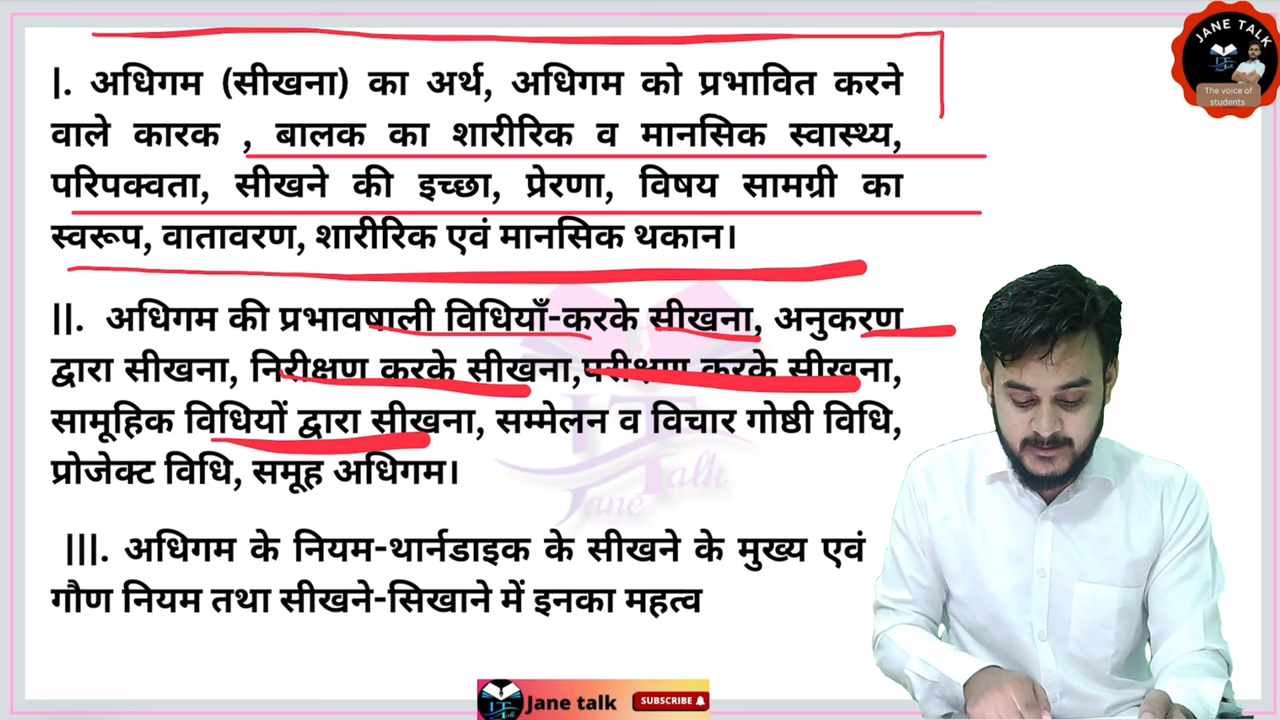 |. अधिगम (सीखना) का अर्थ, अधिगम को प्रभावित करने
वाले कारक , बालक का शारीरिक व मानसिक स्वास्थ्य,
परिपक्वता, सीखने की इच्छा, प्रेरणा, विषय सामग्री का
स्वरूप, वातावरण, शारीरिक एवं मानसिक थकान।
||. अधिगम की प्रभावषाली विधियाँ-करके सीखना, अनुकरण
द्वारा सीखना, निरीक्षण करके सीखना,परीक्षण करके सीखना,
सामूहिक विधियों द्वारा सीखना, सम्मेलन व विचार गोष्ठी विधि,
प्रोजेक्ट विधि, समूह अधिगम।
|||. अधिगम के नियम-थार्नडाइक के सीखने के मुख्य एवं
गौण नियम तथा सीखने-सिखाने में इनका महत्व
JANE TALK
The voice of
students
Jane Talk
Jane talk
SUBSCRIBE